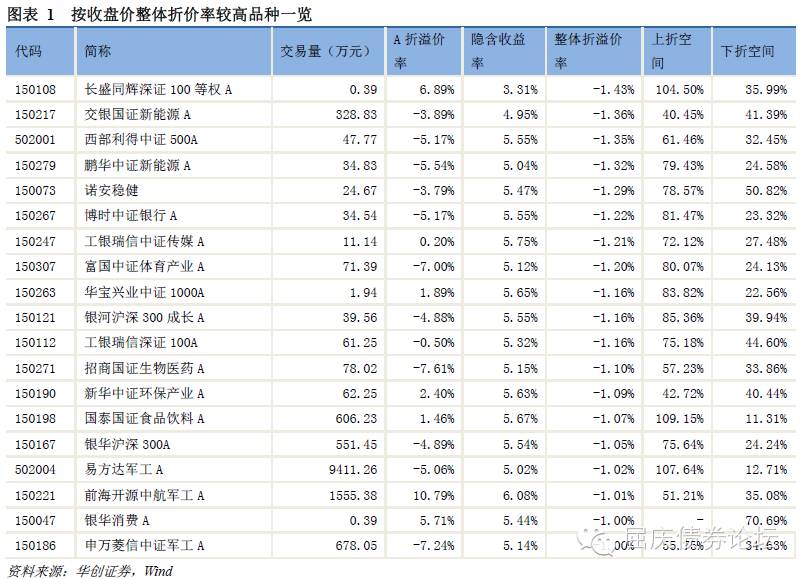 图表 1 按收盘价整体折价率较高品种一览
代码 简称 交易量（万元） A 折溢价率 隐含收益率 整体折溢价率 上折空间 下折空间
150108 长盛同辉深证 100 等权 A 0.39 6.89% 3.31% -1.43% 104.50% 35.99%
150217 交银国证新能源 A 328.83 -3.89% 4.95% -1.36% 40.45% 41.39%
502001 西部利得中证 500A 47.77 -5.17% 5.55% -1.35% 61.46% 32.45%
150279 鹏华中证新能源 A 34.83 -5.54% 5.04% -1.32% 79.43% 24.58%
150073 诺安稳健 24.67 -3.79% 5.47% -1.29% 78.57% 50.82%
150267 博时中证银行 A 34.54 -5.17% 5.55% -1.22% 81.47% 23.32%
150247 工银瑞信中证传媒 A 11.14 0.20% 5.75% -1.21% 72.12% 27.48%
150307 富国中证体育产业 A 71.39 -7.00% 5.12% -1.20% 80.07% 24.13%
150263 华宝兴业中证 1000A 1.94 1.89% 5.65% -1.16% 83.82% 22.56%
150121 银河沪深 300 成长 A 39.56 -4.88% 5.55% -1.16% 85.36% 39.94%
150112 工银瑞信深证 100A 61.25 -0.50% 5.32% -1.16% 75.18% 44.60%
150271 招商国证生物医药 A 78.02 -7.61% 5.15% -1.10% 57.23% 33.86%
150190 新华中证环保产业 A 62.25 2.40% 5.63% -1.09% 42.72% 40.44%
150198 国泰国证食品饮料 A 606.23 1.46% 5.67% -1.07% 109.15% 11.31%
150167 银华沪深 300A 551.45 -4.89% 5.54% -1.05% 75.64% 24.24%
502004 易方达军工 A 9411.26 -5.06% 5.02% -1.02% 107.64% 12.71%
150221 前海开源中航军工 A 1555.38 10.79% 6.08% -1.01% 51.21% 35.08%
150047 银华消费 A 0.39 5.71% 5.44% -1.00% - 70.69%
150186 申万菱信中证军工 A 678.05 -7.24% 5.14%
屈庆债券论坛
资料来源：华创证券，Wind